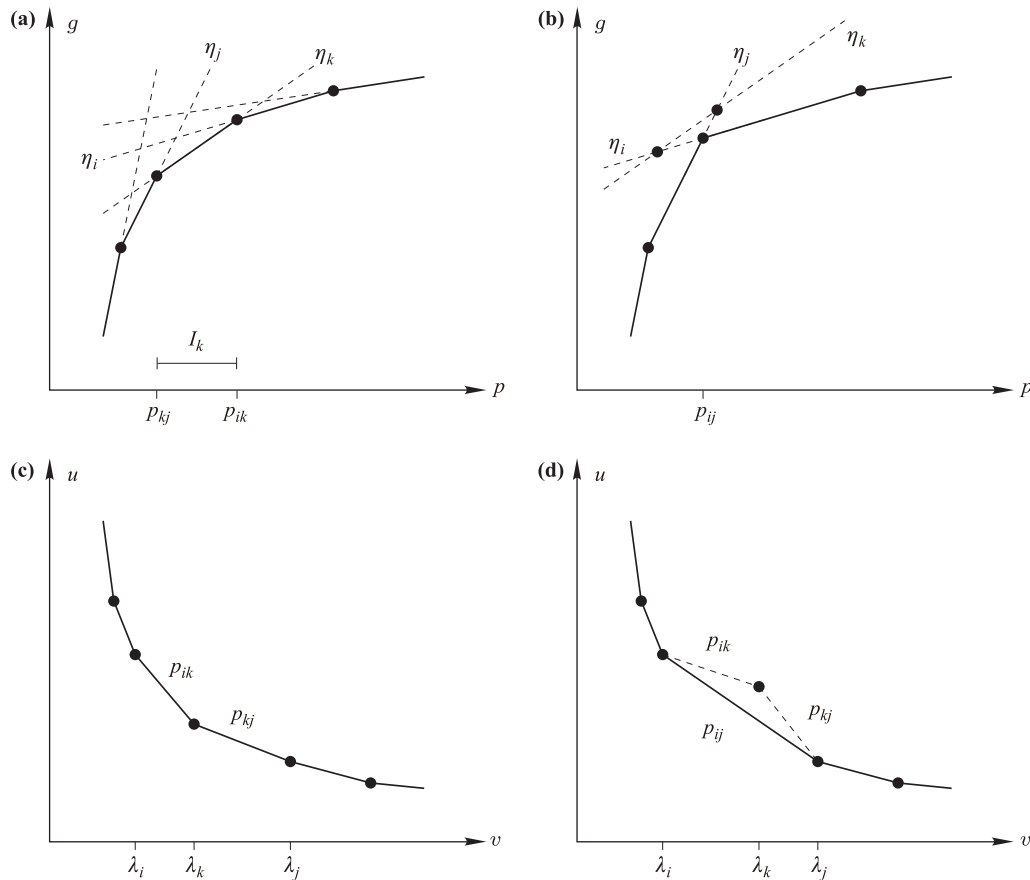 (a) g
η_j
η_k
η_i
I_k
p
p_kj p_ik
(b) g
η_k
η_j
η_i
p
p_ij
(c) u
p_ik
p_kj
v
λ_i λ_k λ_j
(d) u
p_ik
p_kj
p_ij
v
λ_i λ_k λ_j